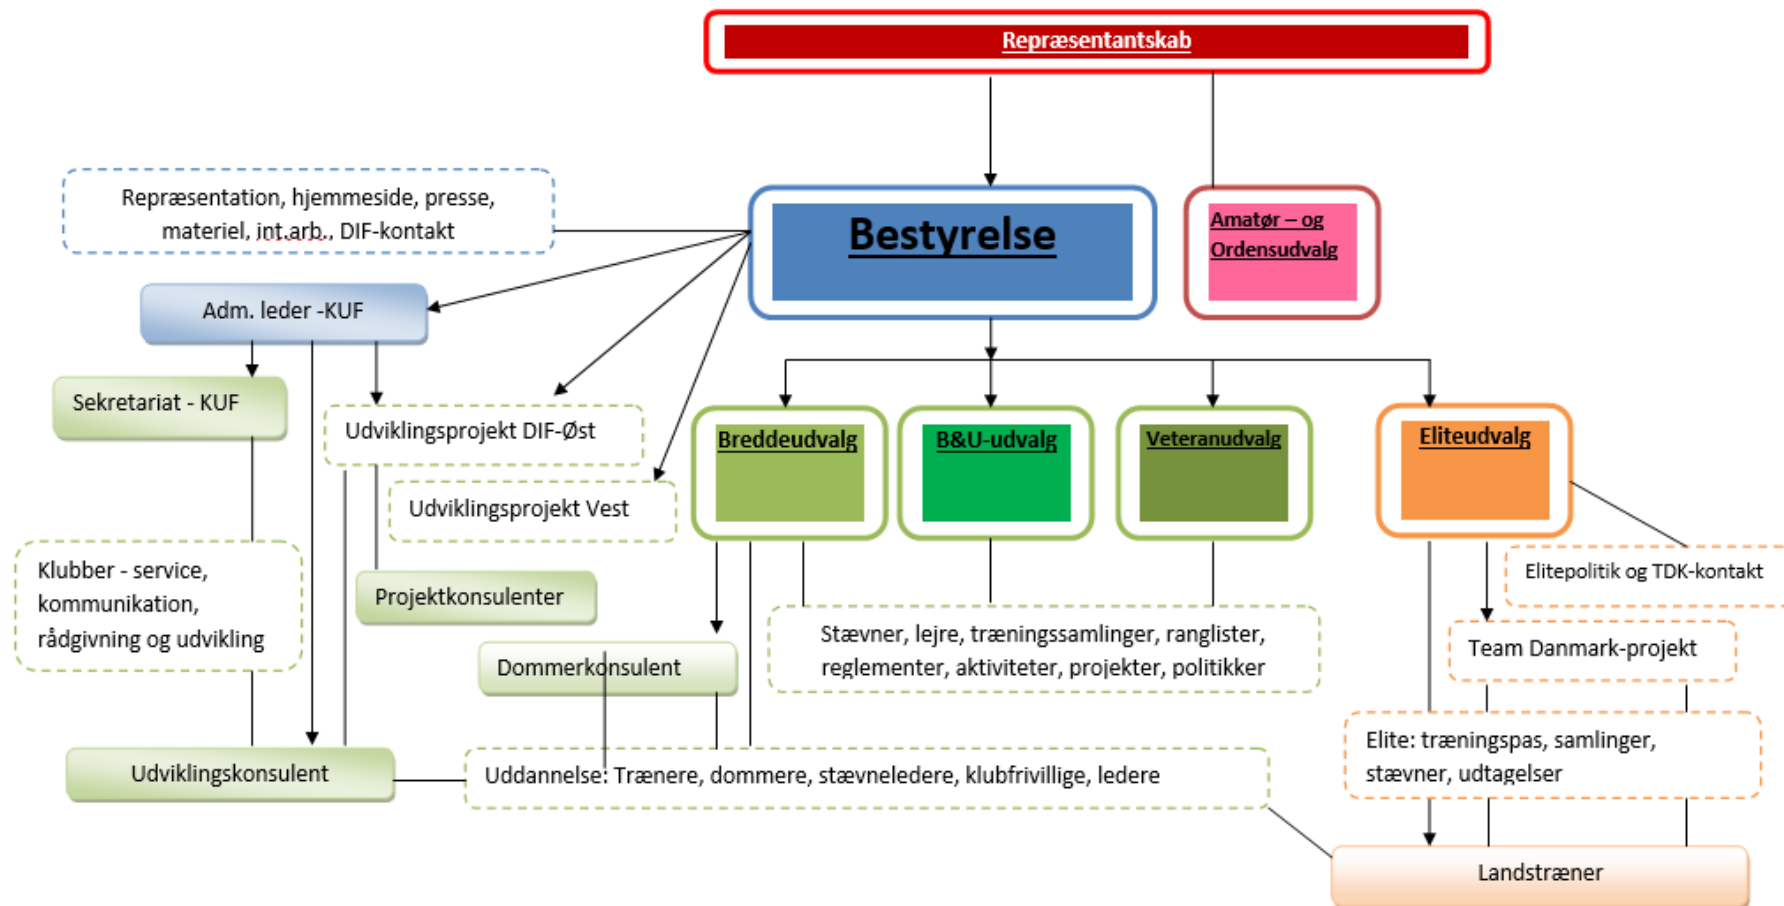 Repræsentantskab
Repræsentation, hjemmeside, presse,
materiel, int.arb., DIF-kontakt
Bestyrelse
Amatør – og
Ordensudvalg
Adm. leder -KUF
Sekretariat - KUF
Udviklingsprojekt DIF-Øst
Udviklingsprojekt Vest
Breddeudvalg
B&U-udvalg
Veteranudvalg
Eliteudvalg
Klubber - service,
kommunikation,
rådgivning og udvikling
Projektkonsulenter
Elitepolitik og TDK-kontakt
Dommerkonsulent
Stævner, lejre, træningssamlinger, ranglister,
reglementer, aktiviteter, projekter, politikker
Team Danmark-projekt
Elite: træningspas, samlinger,
stævner, udtagelser
Udviklingskonsulent
Uddannelse: Trænere, dommere, stævneledere, klubfrivillige, ledere
Landstræner